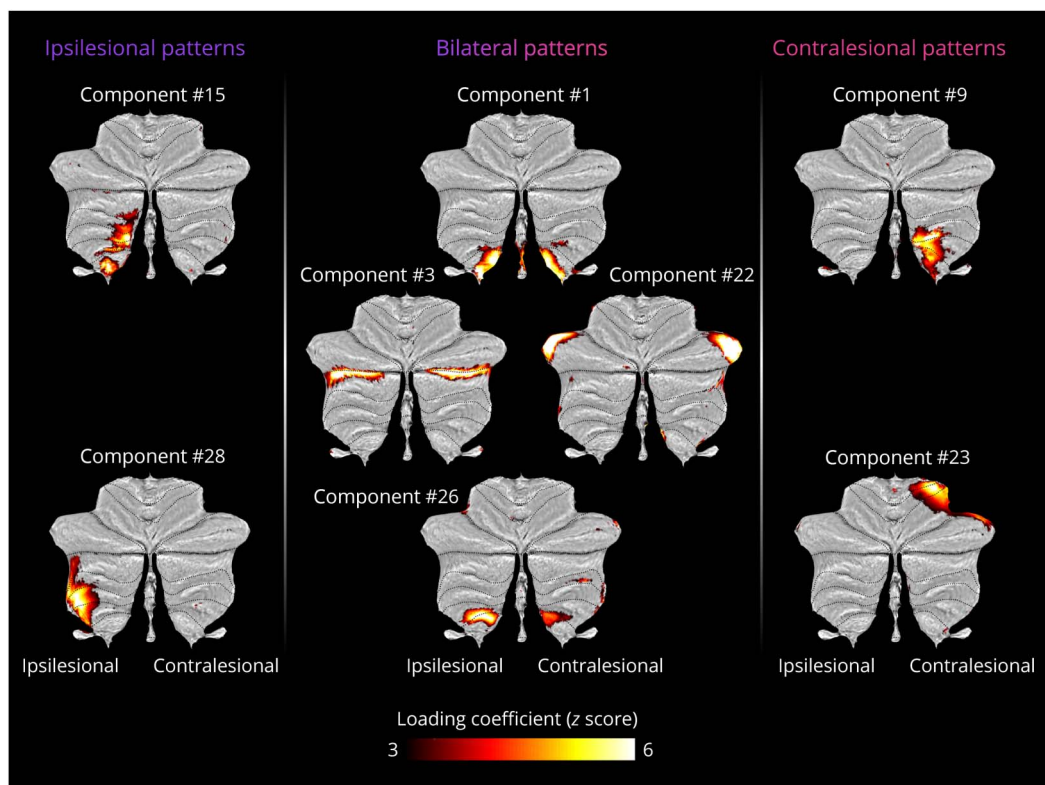 Ipsilesional patterns
Bilateral patterns
Contralesional patterns
Component #15
Component #1
Component #9
Component #3
Component #22
Component #28
Component #26
Component #23
Ipsilesional
Contralesional
Ipsilesional
Contralesional
Ipsilesional
Contralesional
Loading coefficient (z score)
3
6